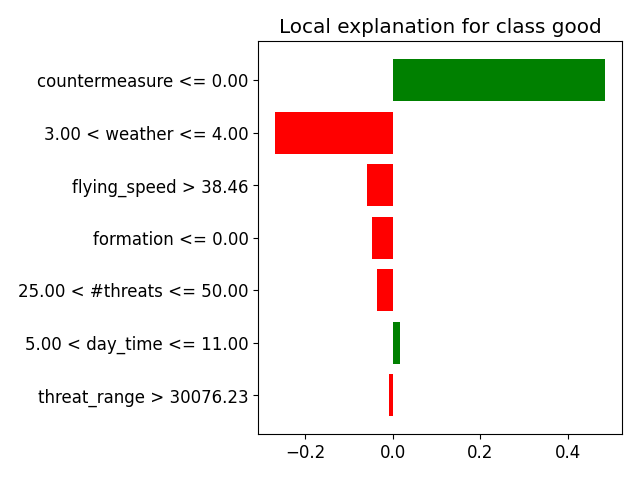 Local explanation for class good
countermeasure <= 0.00
3.00 < weather <= 4.00
flying_speed > 38.46
formation <= 0.00
25.00 < #threats <= 50.00
5.00 < day_time <= 11.00
threat_range > 30076.23
−0.2 0.0 0.2 0.4